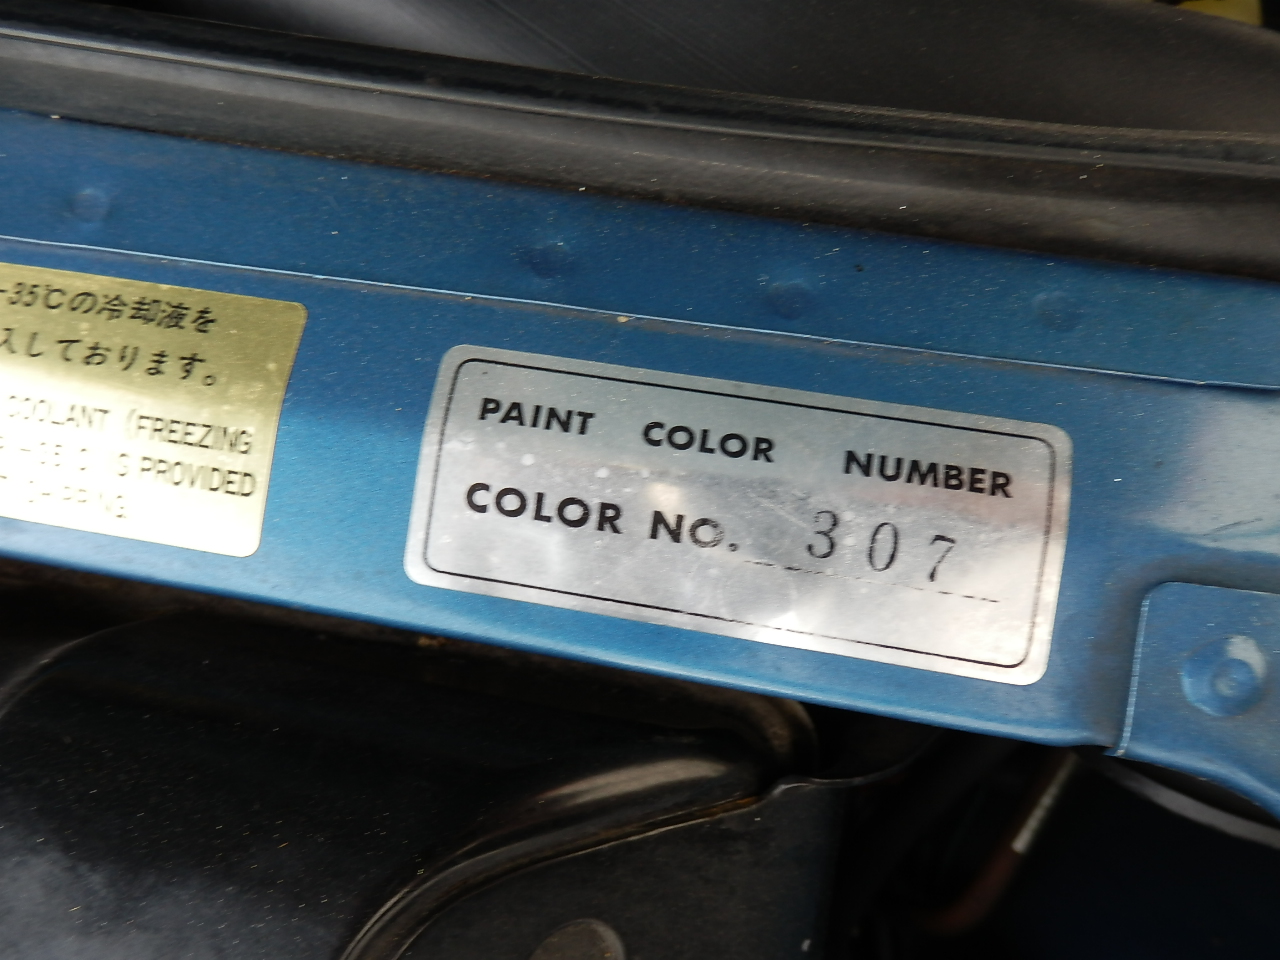 -35℃の冷却液を
入しております。
COOLANT (FREEZING
PROVIDED
PAINT COLOR NUMBER
COLOR NO. 307